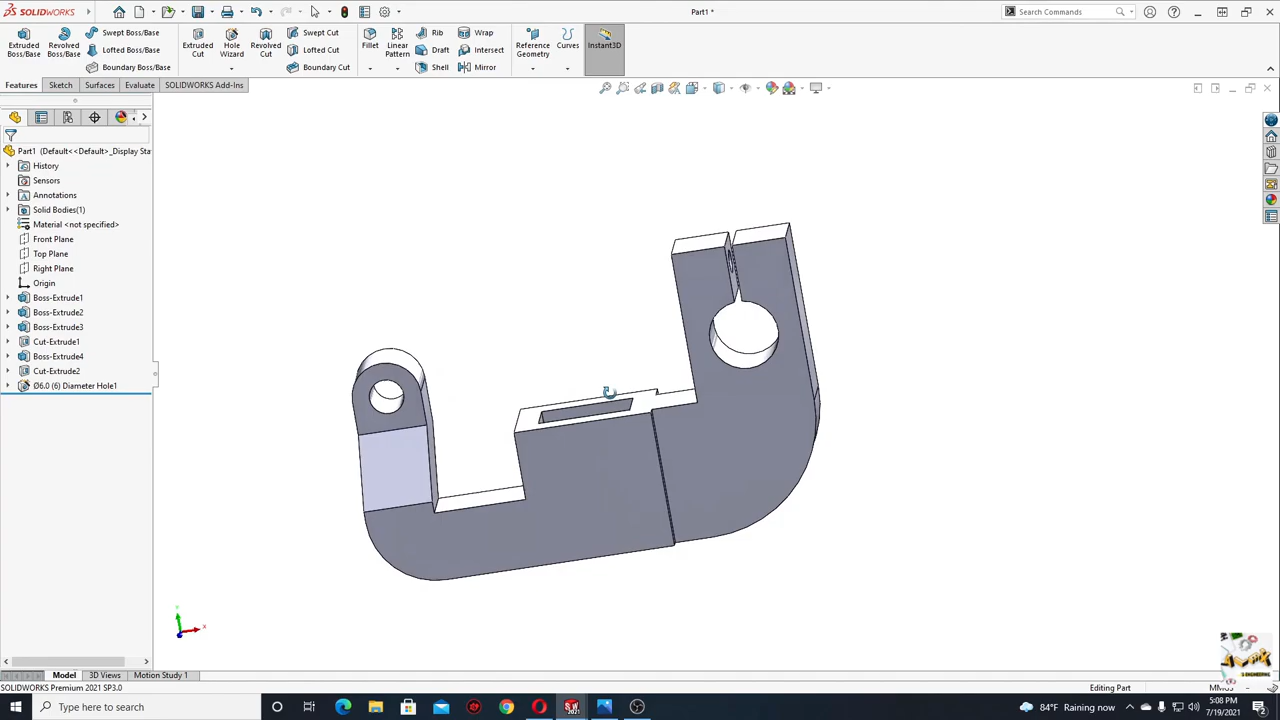 SOLIDWORKS
Part1 *
Search Commands
Extruded Boss/Base
Revolved Boss/Base
Swept Boss/Base
Lofted Boss/Base
Boundary Boss/Base
Extruded Cut
Hole Wizard
Revolved Cut
Swept Cut
Lofted Cut
Boundary Cut
Fillet
Linear Pattern
Rib
Draft
Shell
Wrap
Intersect
Mirror
Reference Geometry
Curves
Instant3D
Features
Sketch
Surfaces
Evaluate
SOLIDWORKS Add-Ins
Part1 (Default<<Default>_Display Sta
History
Sensors
Annotations
Solid Bodies(1)
Material <not specified>
Front Plane
Top Plane
Right Plane
Origin
Boss-Extrude1
Boss-Extrude2
Boss-Extrude3
Cut-Extrude1
Boss-Extrude4
Cut-Extrude2
Ø6.0 (6) Diameter Hole1
Y
X
Model
3D Views
Motion Study 1
SOLIDWORKS Premium 2021 SP3.0
Editing Part
Type here to search
84°F Raining now
5:08 PM
7/19/2021